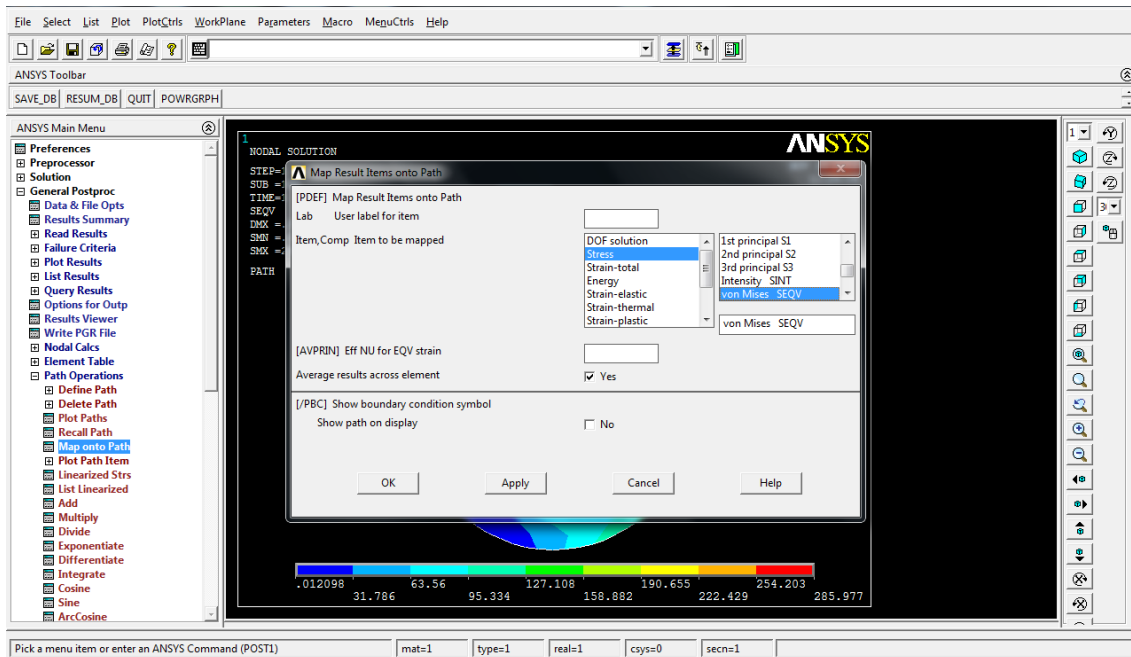 File Select List Plot PlotCtrls WorkPlane Parameters Macro MenuCtrls Help
ANSYS Toolbar
SAVE_DB RESUM_DB QUIT POWRGRPH
ANSYS Main Menu
Preferences
Preprocessor
Solution
General Postproc
Data & File Opts
Results Summary
Read Results
Failure Criteria
Plot Results
List Results
Query Results
Options for Outp
Results Viewer
Write PGR File
Nodal Calcs
Element Table
Path Operations
Define Path
Delete Path
Plot Paths
Recall Path
Map onto Path
Plot Path Item
Linearized Strs
List Linearized
Add
Multiply
Divide
Exponentiate
Differentiate
Integrate
Cosine
Sine
ArcCosine
1
ANSYS
NODAL SOLUTION
STEP=1
SUB =1
TIME=1
SEQV
DMX =.
SMN =.
SMX =2
PATH
Map Result Items onto Path
[PDEF] Map Result Items onto Path
Lab User label for item
Item,Comp Item to be mapped
DOF solution
Stress
Strain-total
Energy
Strain-elastic
Strain-thermal
Strain-plastic
1st principal S1
2nd principal S2
3rd principal S3
Intensity SINT
von Mises SEQV
von Mises SEQV
[AVPRIN] Eff NU for EQV strain
Average results across element
Yes
[/PBC] Show boundary condition symbol
Show path on display
No
OK Apply Cancel Help
.012098 63.56 127.108 190.655 254.203
31.786 95.334 158.882 222.429 285.977
1
Pick a menu item or enter an ANSYS Command (POST1) mat=1 type=1 real=1 csys=0 secn=1